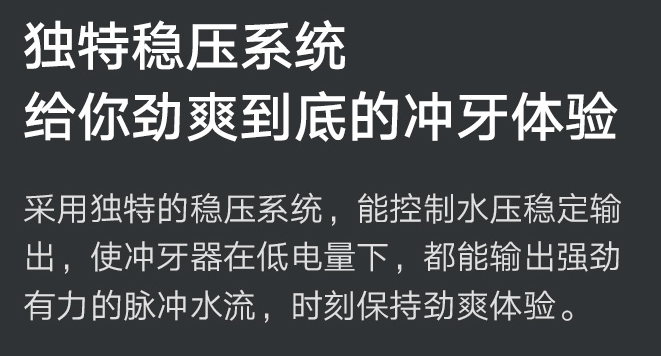 独特稳压系统
给你劲爽到底的冲牙体验
采用独特的稳压系统，能控制水压稳定输
出，使冲牙器在低电量下，都能输出强劲
有力的脉冲水流，时刻保持劲爽体验。